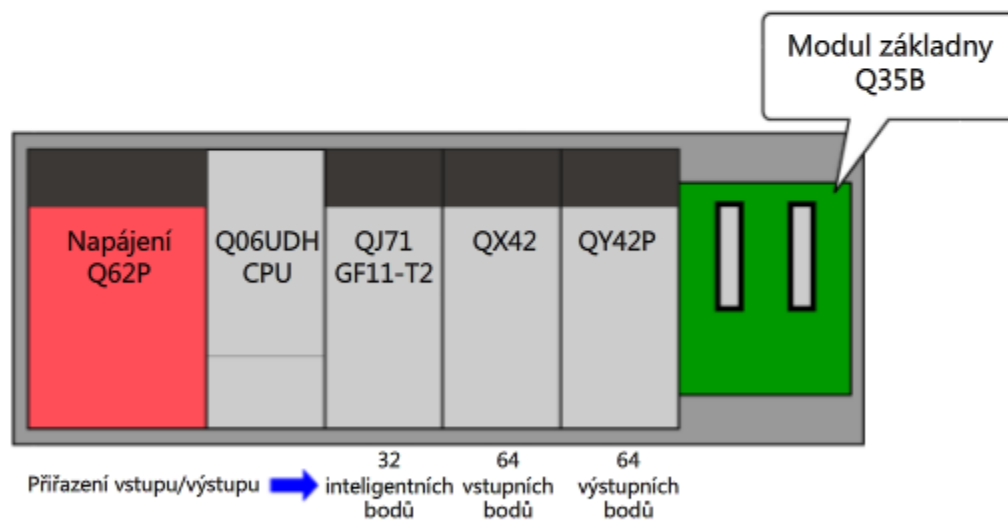 Modul základny
Q35B
Napájení
Q62P
Q06UDH
CPU
QJ71
GF11-T2
QX42
QY42P
Přiřazení vstupu/výstupu
32
inteligentních
bodů
64
vstupních
bodů
64
výstupních
bodů